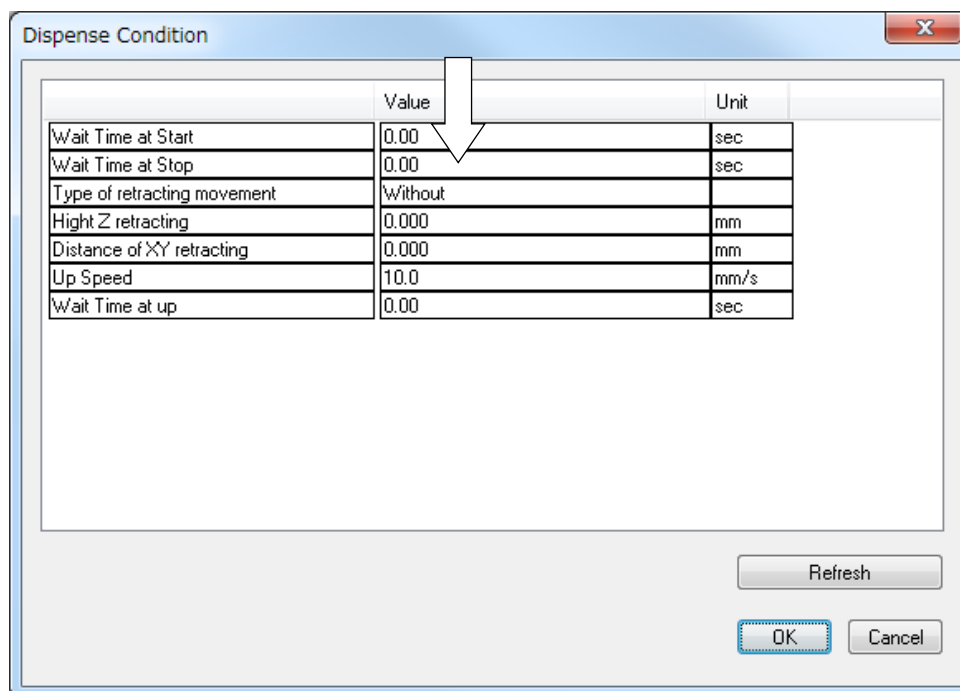 Dispense Condition
Value Unit
Wait Time at Start 0.00 sec
Wait Time at Stop 0.00 sec
Type of retracting movement Without
Hight Z retracting 0.000 mm
Distance of XY retracting 0.000 mm
Up Speed 10.0 mm/s
Wait Time at up 0.00 sec
Refresh
OK Cancel